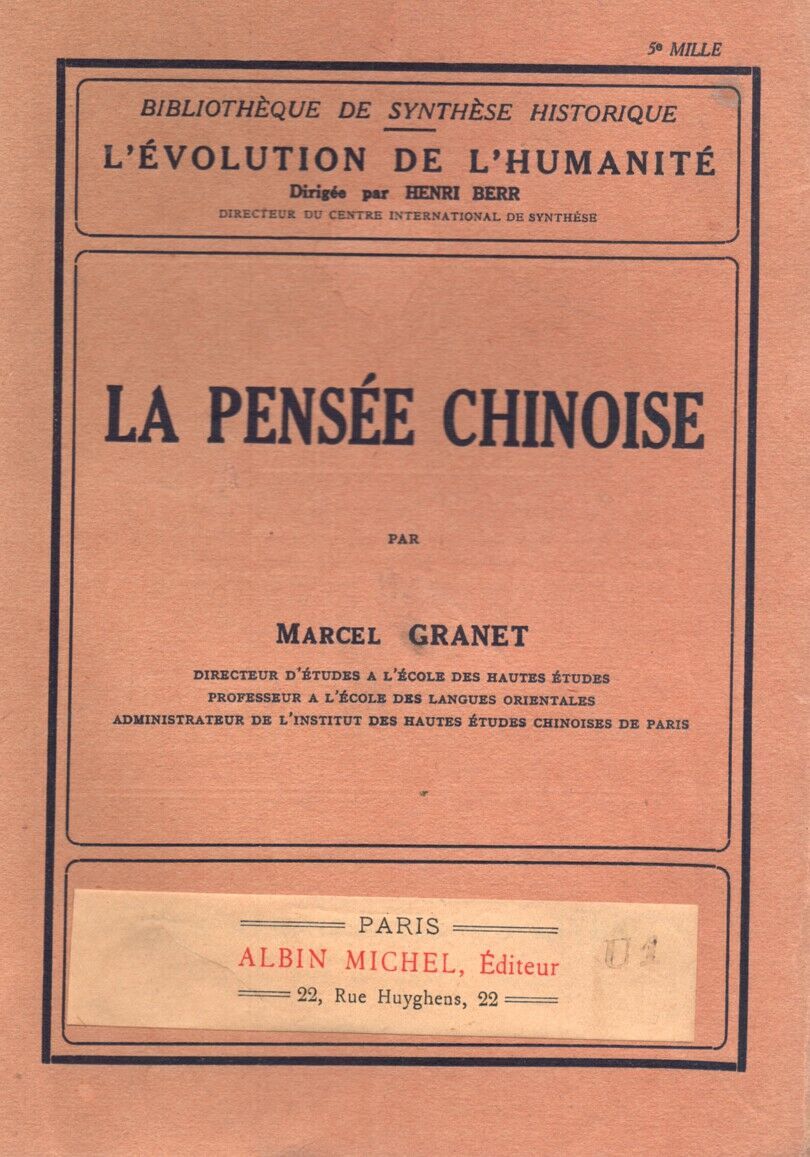 5e MILLE
BIBLIOTHÈQUE DE SYNTHÈSE HISTORIQUE
L'ÉVOLUTION DE L'HUMANITÉ
Dirigée par HENRI BERR
DIRECTEUR DU CENTRE INTERNATIONAL DE SYNTHÈSE
LA PENSÉE CHINOISE
PAR
MARCEL GRANET
DIRECTEUR D'ÉTUDES A L'ÉCOLE DES HAUTES ÉTUDES
PROFESSEUR A L'ÉCOLE DES LANGUES ORIENTALES
ADMINISTRATEUR DE L'INSTITUT DES HAUTES ÉTUDES CHINOISES DE PARIS
PARIS
ALBIN MICHEL, Éditeur
22, Rue Huyghens, 22